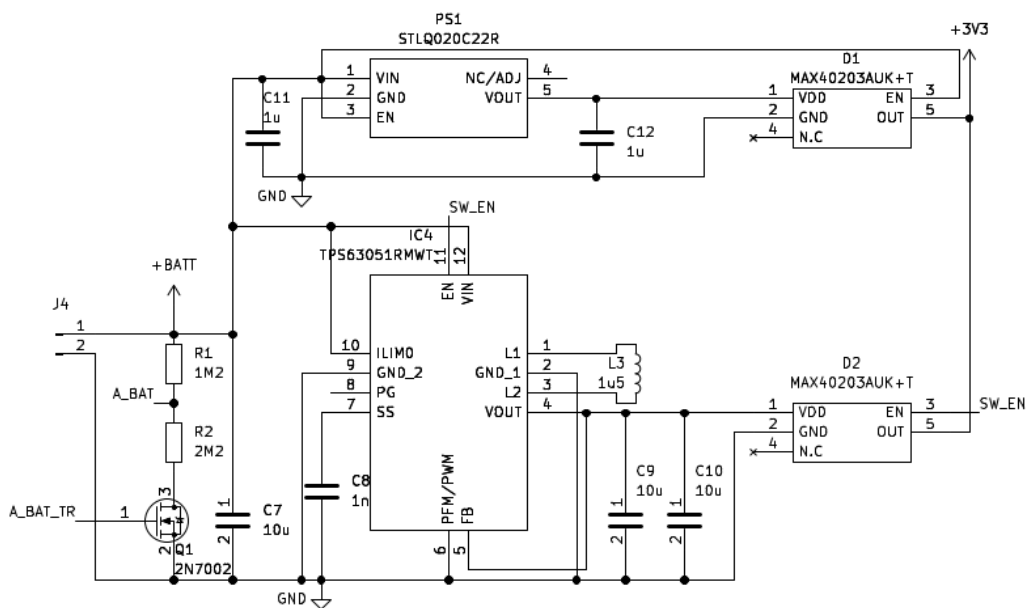 PS1
STLQ020C22R
+3V3
1 VIN NC/ADJ 4
2 GND VOUT 5
3 EN
C11
1u
C12
1u
GND
D1
MAX40203AUK+T
1 VDD EN 3
2 GND OUT 5
4 N.C
SW_EN
IC4
TPS63051RMWT
11 12
EN VIN
+BATT
J4
1
2
R1
1M2
A_BAT
R2
2M2
A_BAT_TR
1
3
2
Q1
2N7002
1
C7
10u
2
10 ILIM0 L1 1
9 GND_2 GND_1 2
8 PG L2 3
7 SS VOUT 4
PFM/PWM FB
6 5
L3
1u5
C8
1n
1
C9
10u
2
1
C10
10u
2
GND
D2
MAX40203AUK+T
1 VDD EN 3 SW_EN
2 GND OUT 5
4 N.C